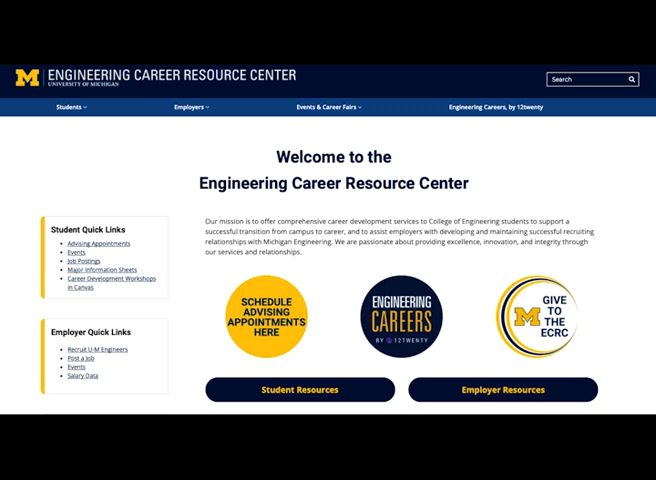 M ENGINEERING CAREER RESOURCE CENTER
UNIVERSITY OF MICHIGAN
Search
Students
Employers
Events & Career Fairs
Engineering Careers, by 12twenty
Welcome to the
Engineering Career Resource Center
Student Quick Links
Advising Appointments
Events
Job Postings
Major Information Sheets
Career Development Workshops
in Canvas
Employer Quick Links
Recruit U-M Engineers
Post a Job
Events
Salary Data
Our mission is to offer comprehensive career development services to College of Engineering students to support a
successful transition from campus to career, and to assist employers with developing and maintaining successful recruiting
relationships with Michigan Engineering. We are passionate about providing excellence, innovation, and integrity through
our services and relationships.
SCHEDULE
ADVISING
APPOINTMENTS
HERE
ENGINEERING
CAREERS
BY 12TWENTY
M GIVE
TO
THE
ECRC
Student Resources
Employer Resources